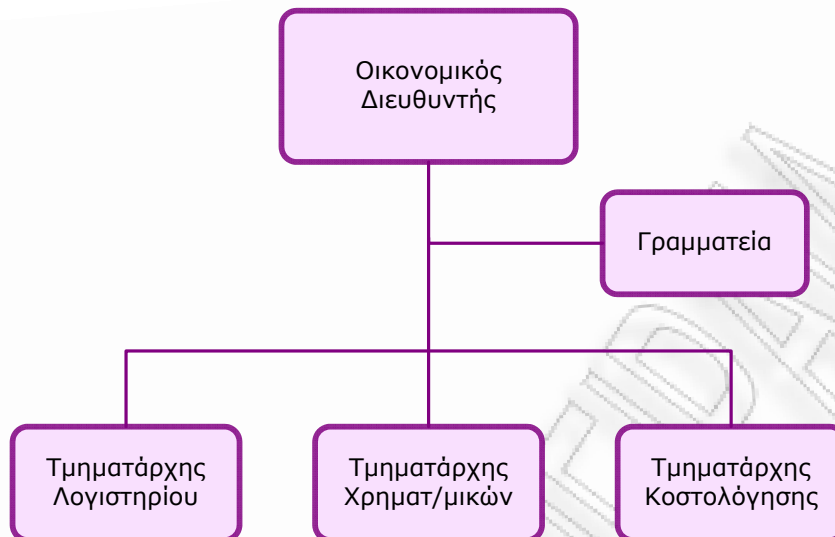 Οικονομικός
Διευθυντής
Γραμματεία
Τμηματάρχης
Λογιστηρίου
Τμηματάρχης
Χρηματ/μικών
Τμηματάρχης
Κοστολόγησης